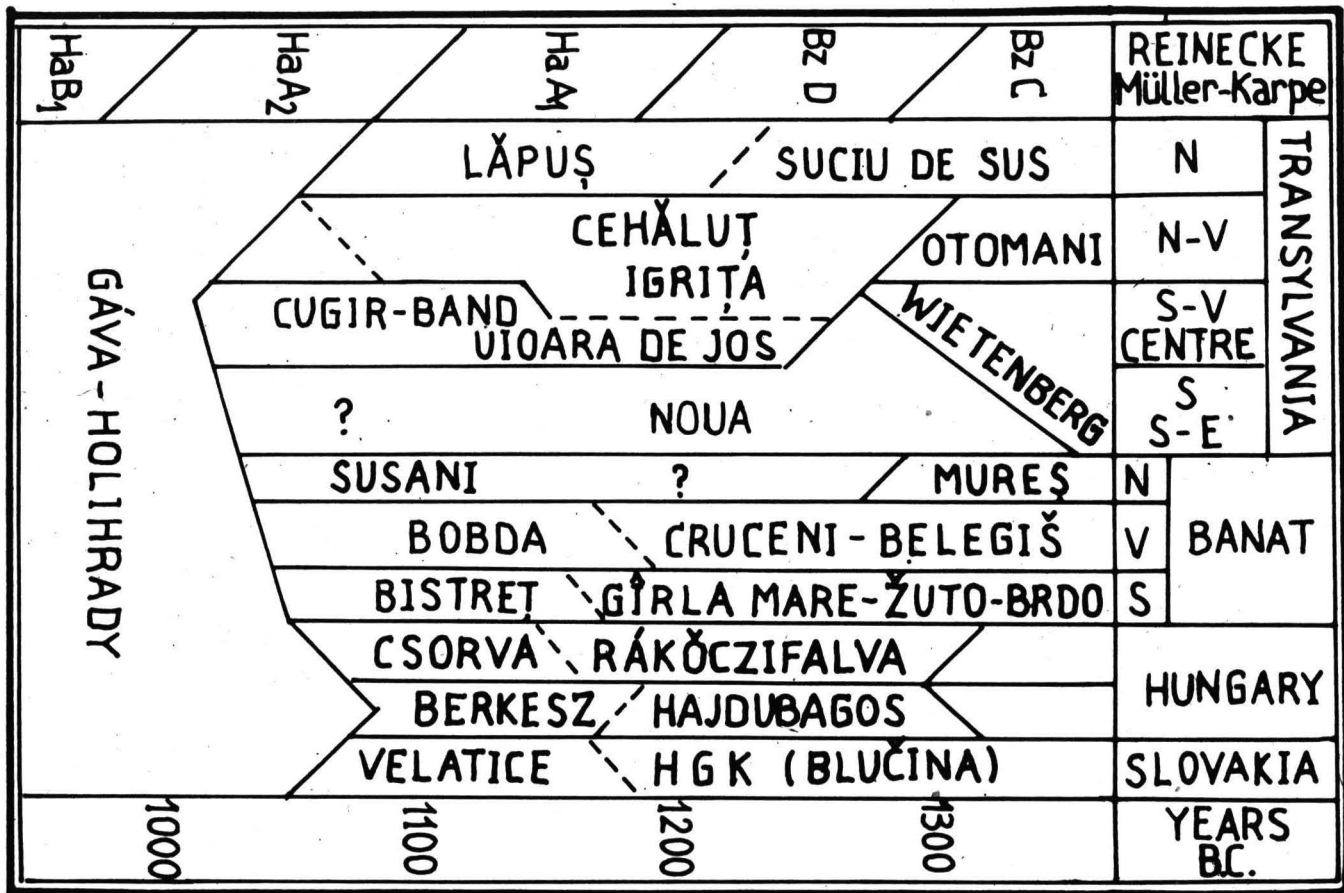 HaB₁
HaA₂
HaA₁
Bz D
Bz C
REINECKE
Müller-Karpe
LĂPUȘ
SUCIU DE SUS
N
TRANSYLVANIA
CEHĂLUȚ
IGRIȚA
OTOMANI
N-V
GÁVA-HOLIHRADY
CUGIR-BAND
UIOARA DE JOS
WIETENBERG
S-V
CENTRE
?
NOUA
S
S-E
SUSANI
?
MUREȘ
N
BANAT
BOBDA
CRUCENI-BELEGIŠ
V
BISTREȚ
GÎRLA MARE-ŽUTO-BRDO
S
CSORVA
RÁKŎCZIFALVA
HUNGARY
BERKESZ
HAJDUBAGOS
VELATICE
HGK (BLUČINA)
SLOVAKIA
10000
1100
1200
1300
YEARS
B.C.